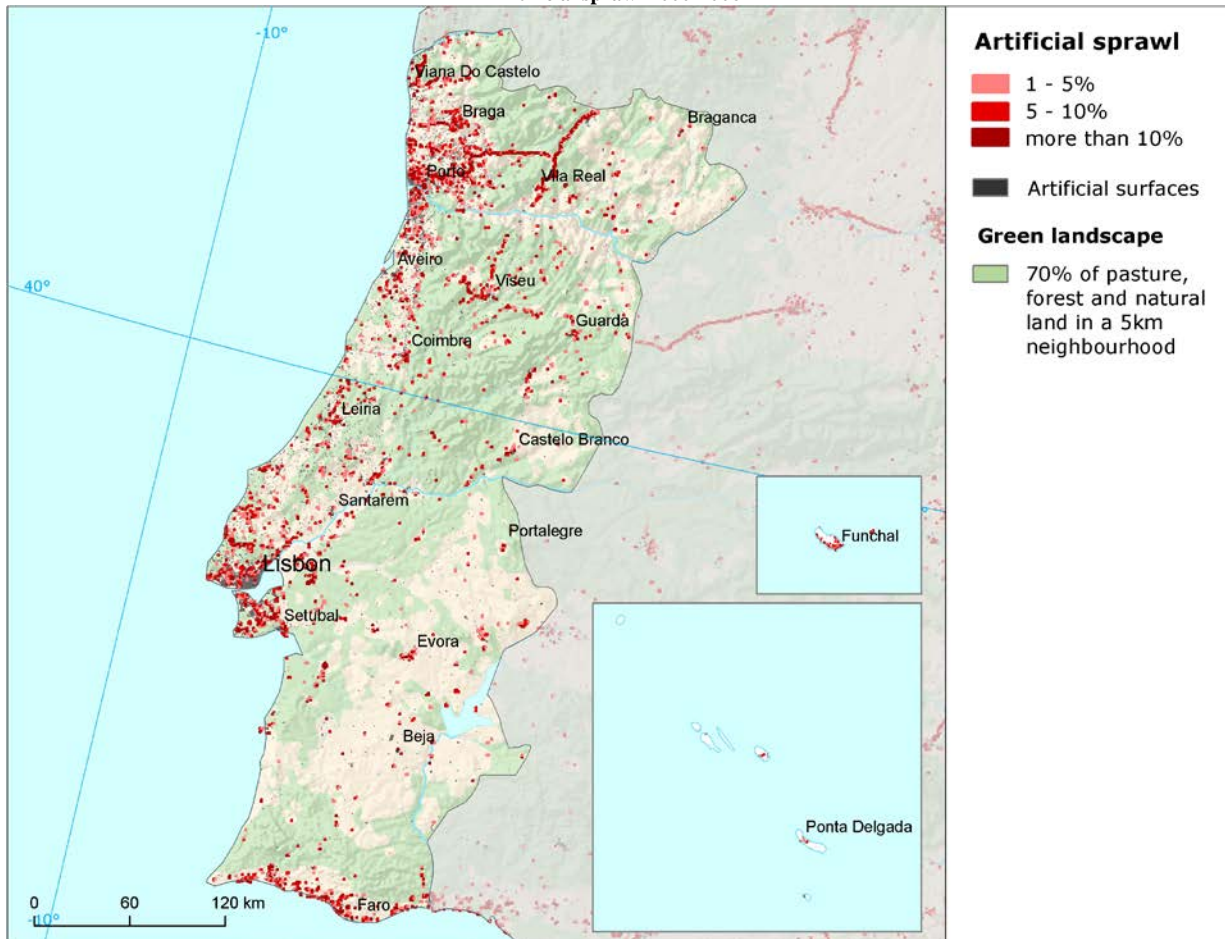 -10°
Viana Do Castelo
Braga
Braganca
Porto
Vila Real
Aveiro
Viseu
40°
Guarda
Coimbra
Leiria
Castelo Branco
Santarem
Portalegre
Funchal
Lisbon
Setubal
Evora
Beja
Ponta Delgada
0 60 120 km
-10°
Faro
Artificial sprawl
1 - 5%
5 - 10%
more than 10%
Artificial surfaces
Green landscape
70% of pasture,
forest and natural
land in a 5km
neighbourhood